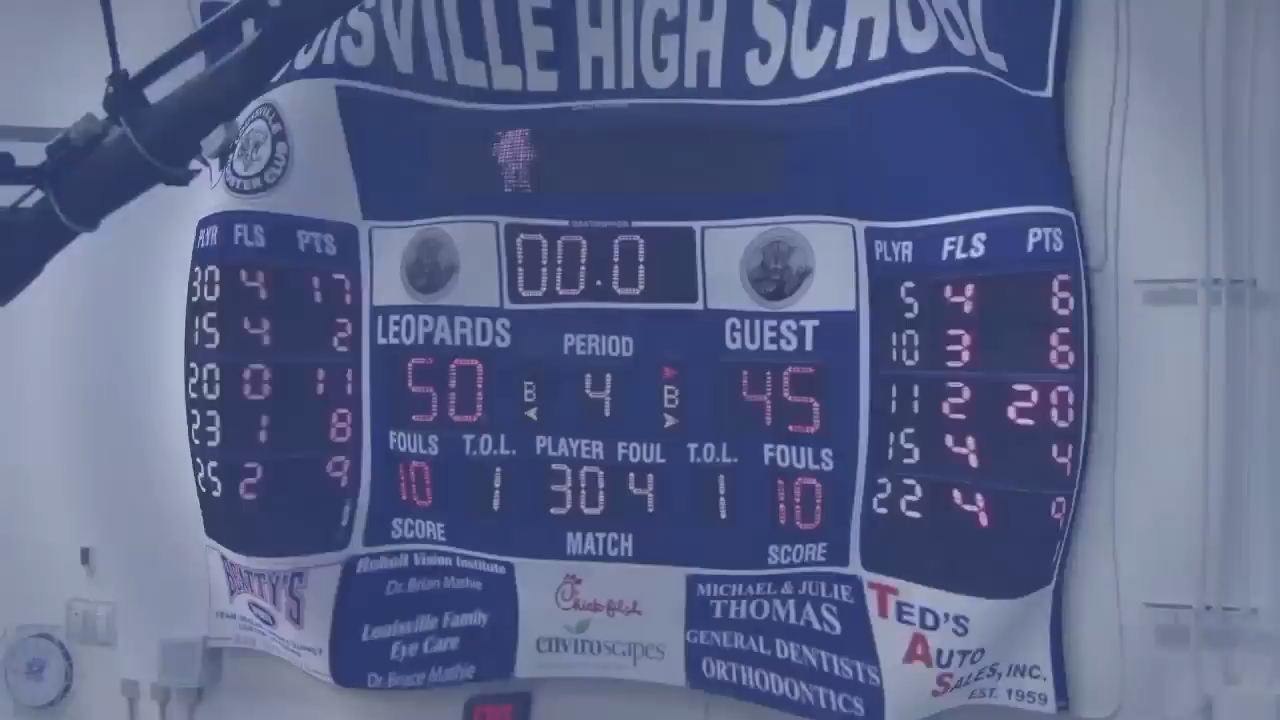 UISVILLE HIGH SCHOOL
PLYR FLS PTS
30 4 17
15 4 2
20 0 11
23 1 8
25 2 9
1
00.0
LEOPARDS PERIOD GUEST
50 B 4 B 45
FOULS T.O.L. PLAYER FOUL T.O.L. FOULS
10 1 30 4 1 10
SCORE MATCH SCORE
PLYR FLS PTS
5 4 6
10 3 6
11 2 20
15 4 4
22 4 9
BEATTY'S
Roholt Vision Institute
Dr. Brian Mathie
Louisville Family
Eye Care
Dr Bruce Mathie
Chick-fil-A
enviroscapes
MICHAEL & JULIE
THOMAS
GENERAL DENTISTS
ORTHODONTICS
TED'S
AUTO
SALES, INC.
EST. 1959